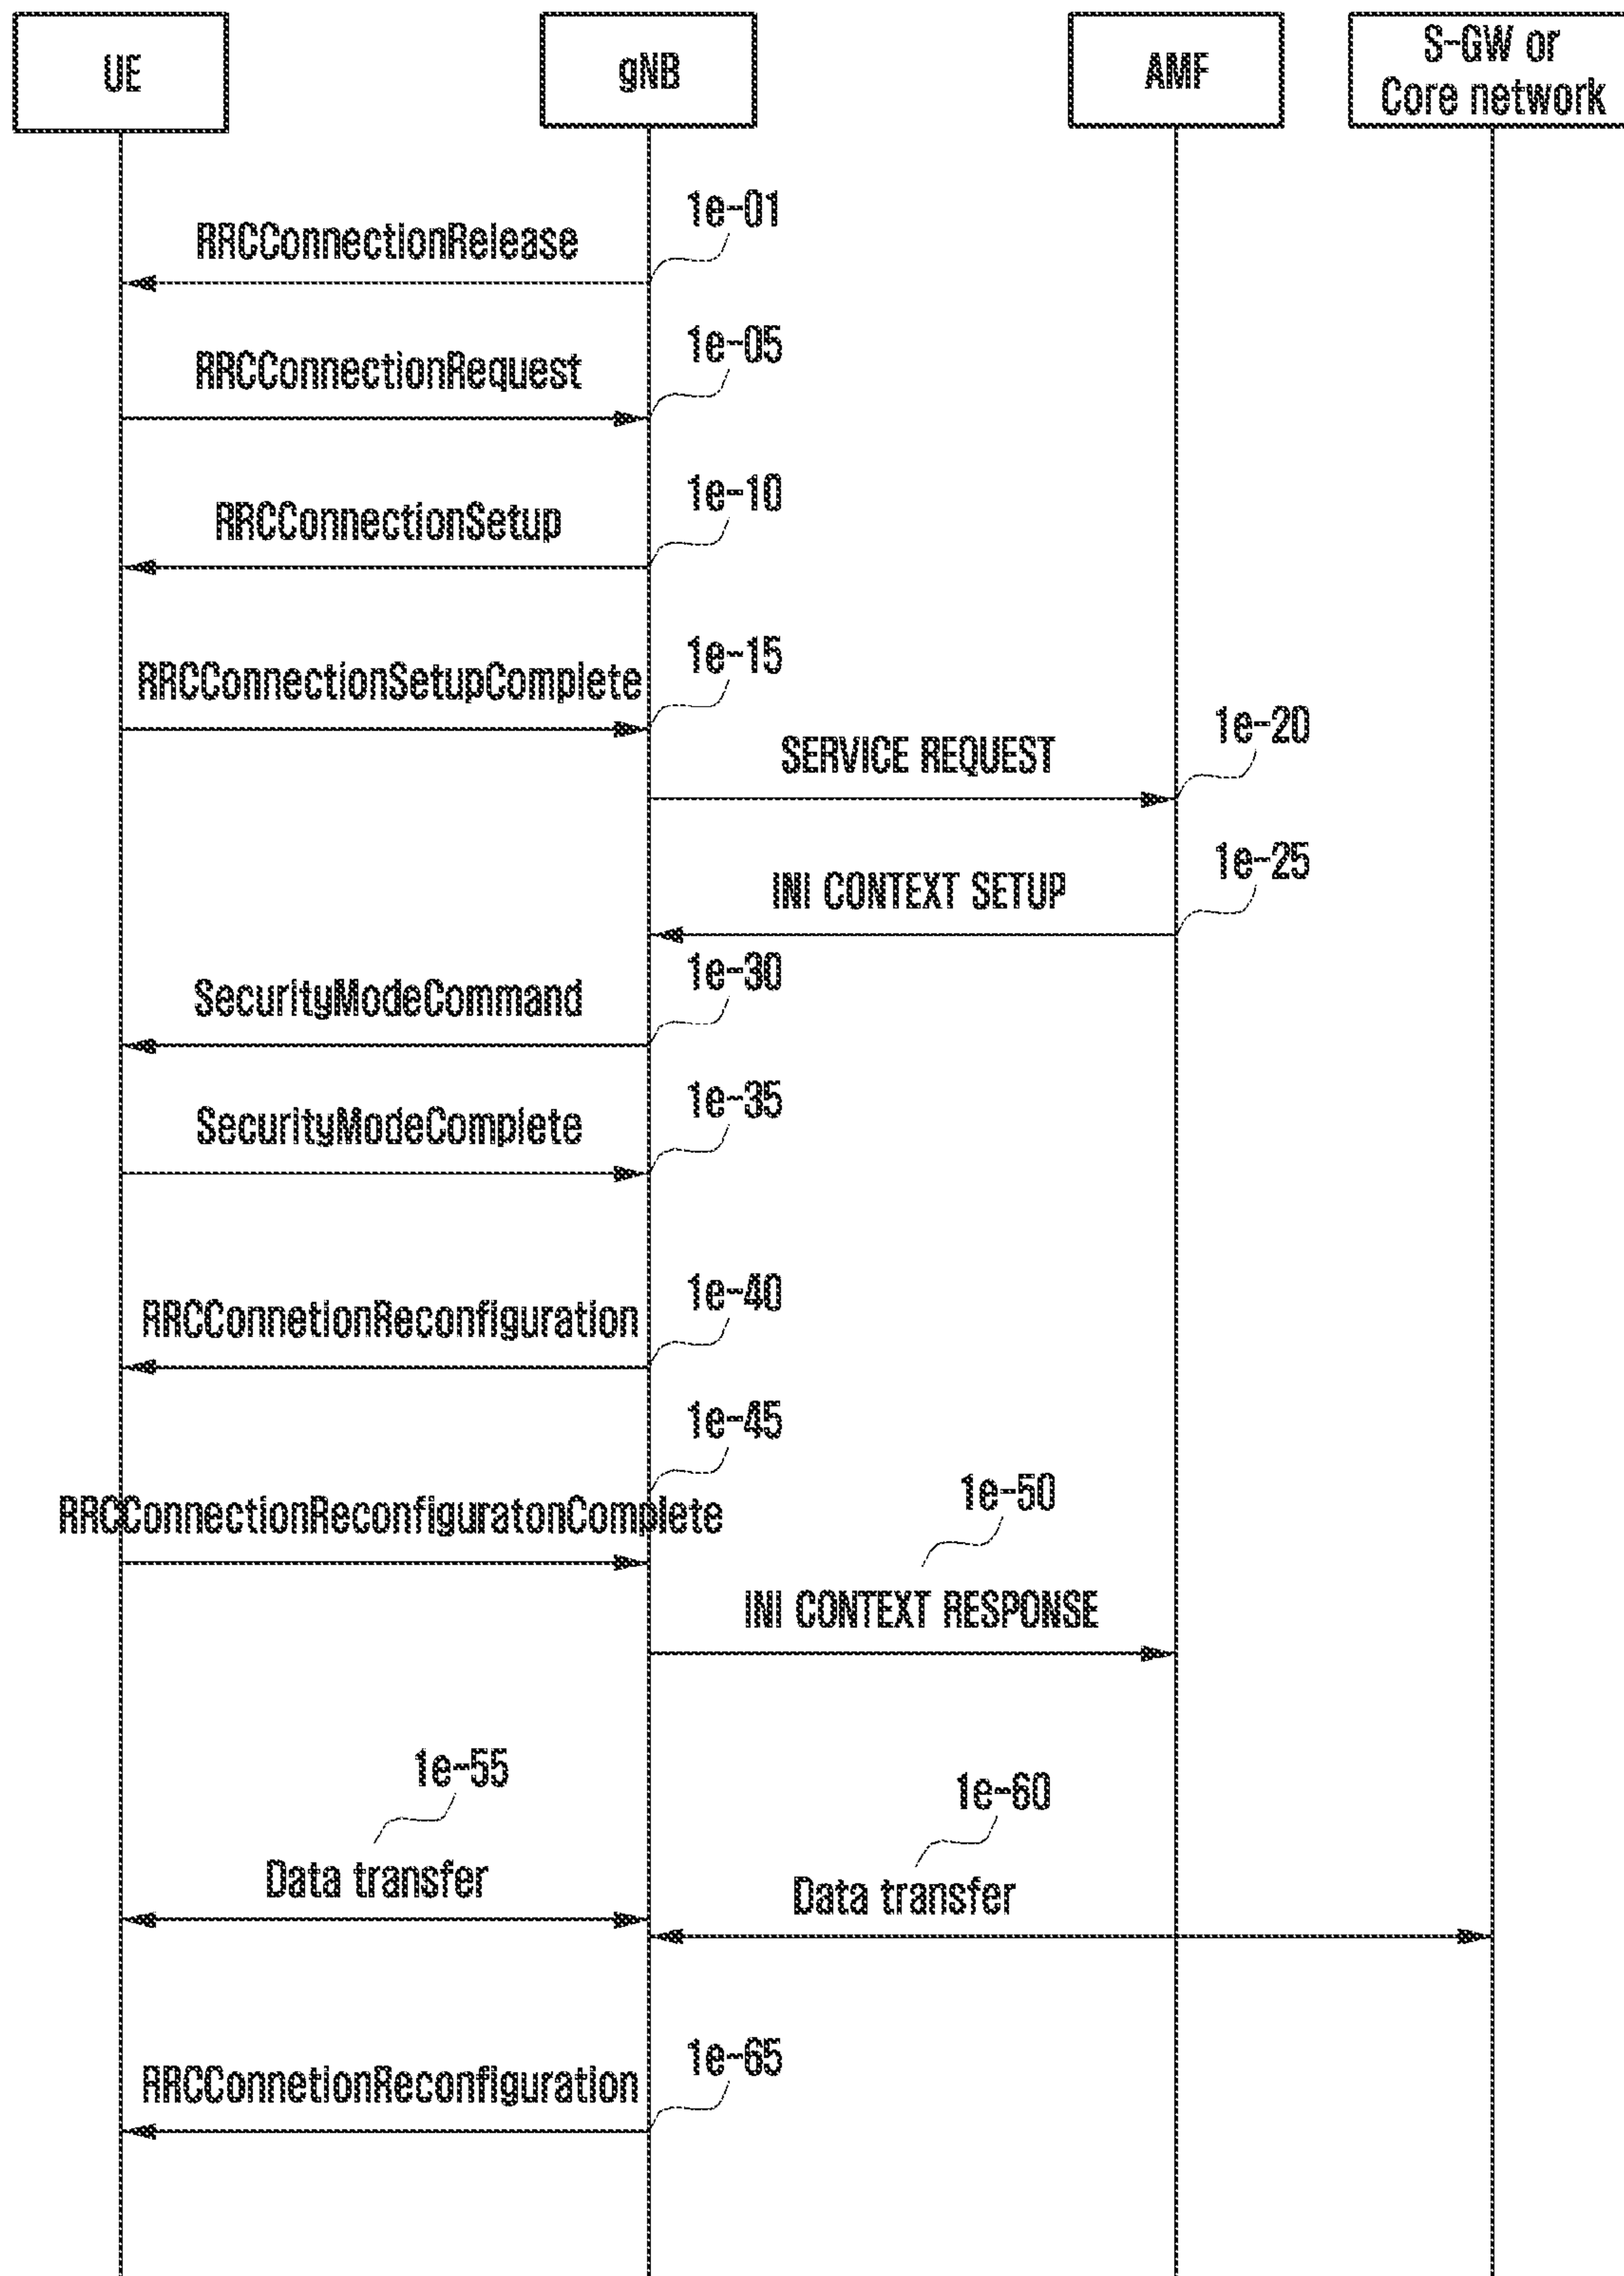 UE
gNB
AMF
S-GW or
Core network
1e-01
RRCConnectionRelease
1e-05
RRCConnectionRequest
1e-10
RRCConnectionSetup
1e-15
RRCConnectionSetupComplete
1e-20
SERVICE REQUEST
1e-25
INI CONTEXT SETUP
1e-30
SecurityModeCommand
1e-35
SecurityModeComplete
1e-40
RRCConnetionReconfiguration
1e-45
RRCConnectionReconfiguratonComplete
1e-50
INI CONTEXT RESPONSE
1e-55
Data transfer
1e-60
Data transfer
1e-65
RRCConnetionReconfiguration